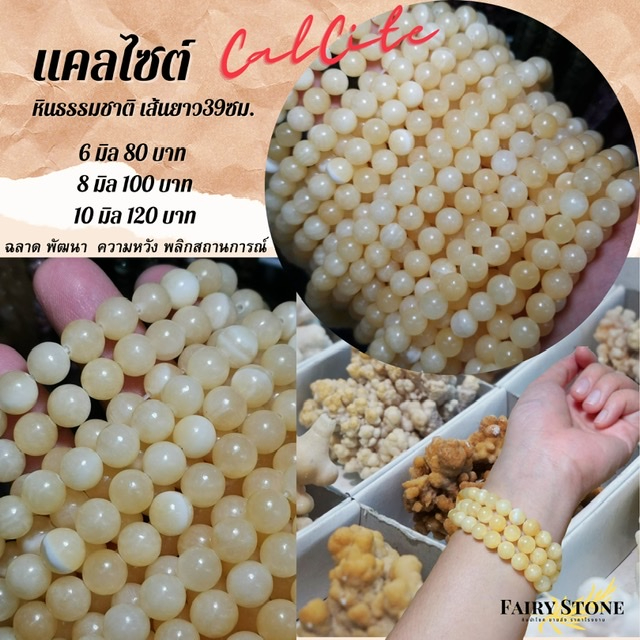 แคลไซต์ CalCite
หินธรรมชาติ เส้นยาว39ซม.
6 มิล 80 บาท
8 มิล 100 บาท
10 มิล 120 บาท
ฉลาด พัฒนา ความหวัง พลิกสถานการณ์
FAIRY STONE